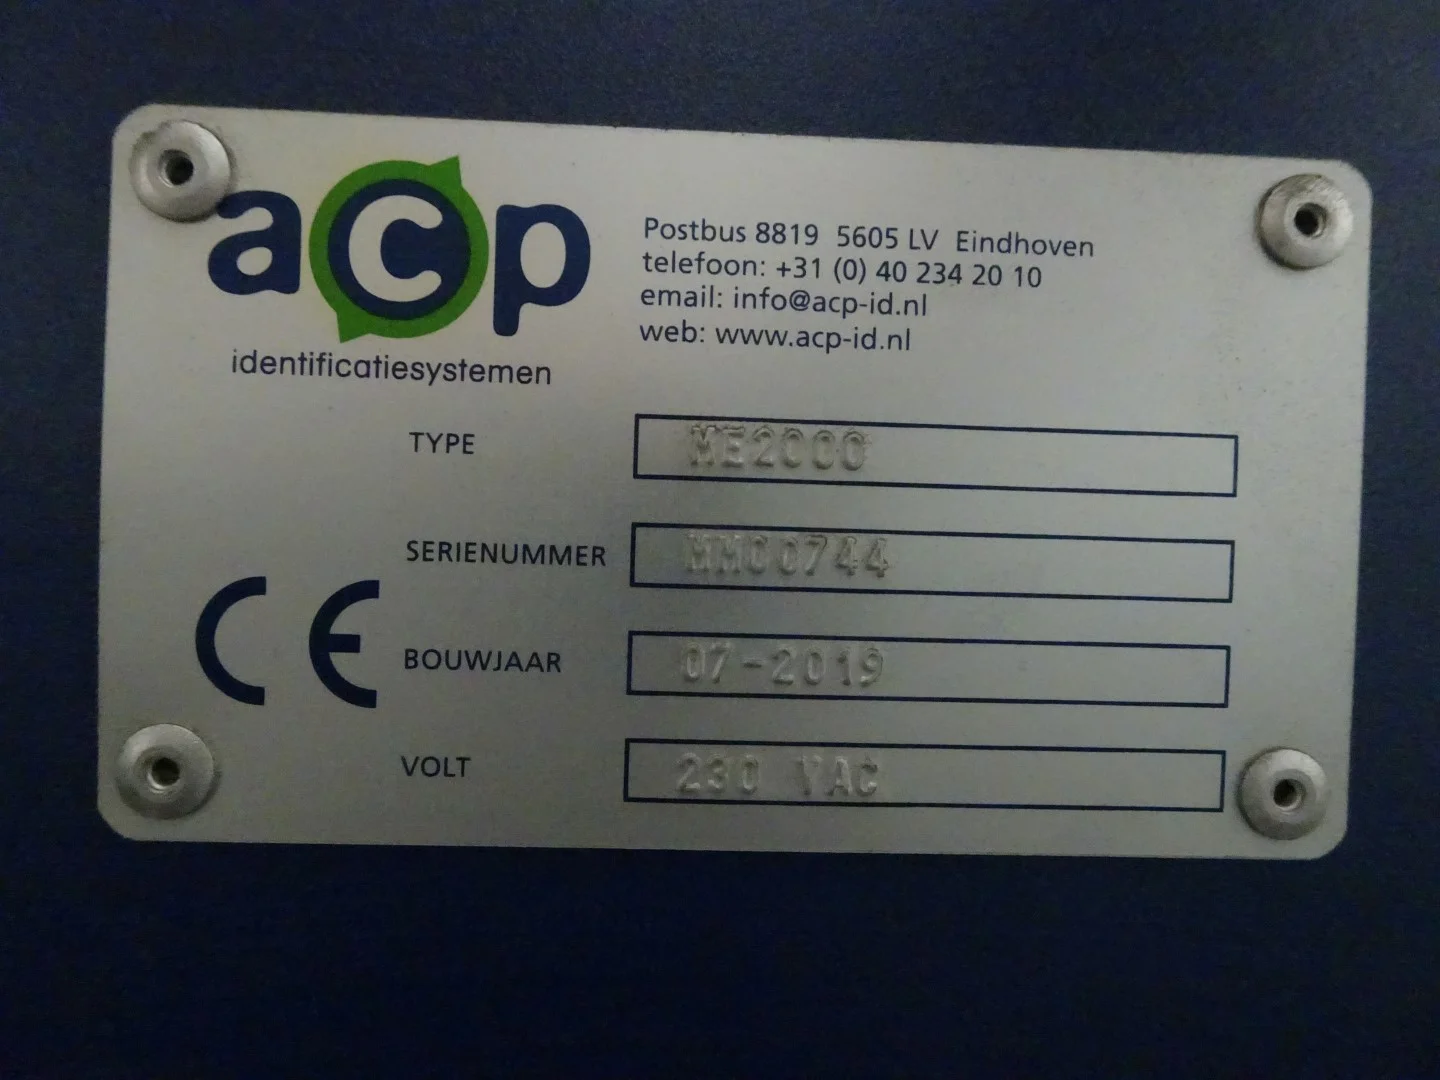 acp
identificatiesystemen
Postbus 8819 5605 LV Eindhoven
telefoon: +31 (0) 40 234 20 10
email: info@acp-id.nl
web: www.acp-id.nl
TYPE ME2000
SERIENUMMER MM00744
BOUWJAAR 07-2019
VOLT 230 VAC
CE